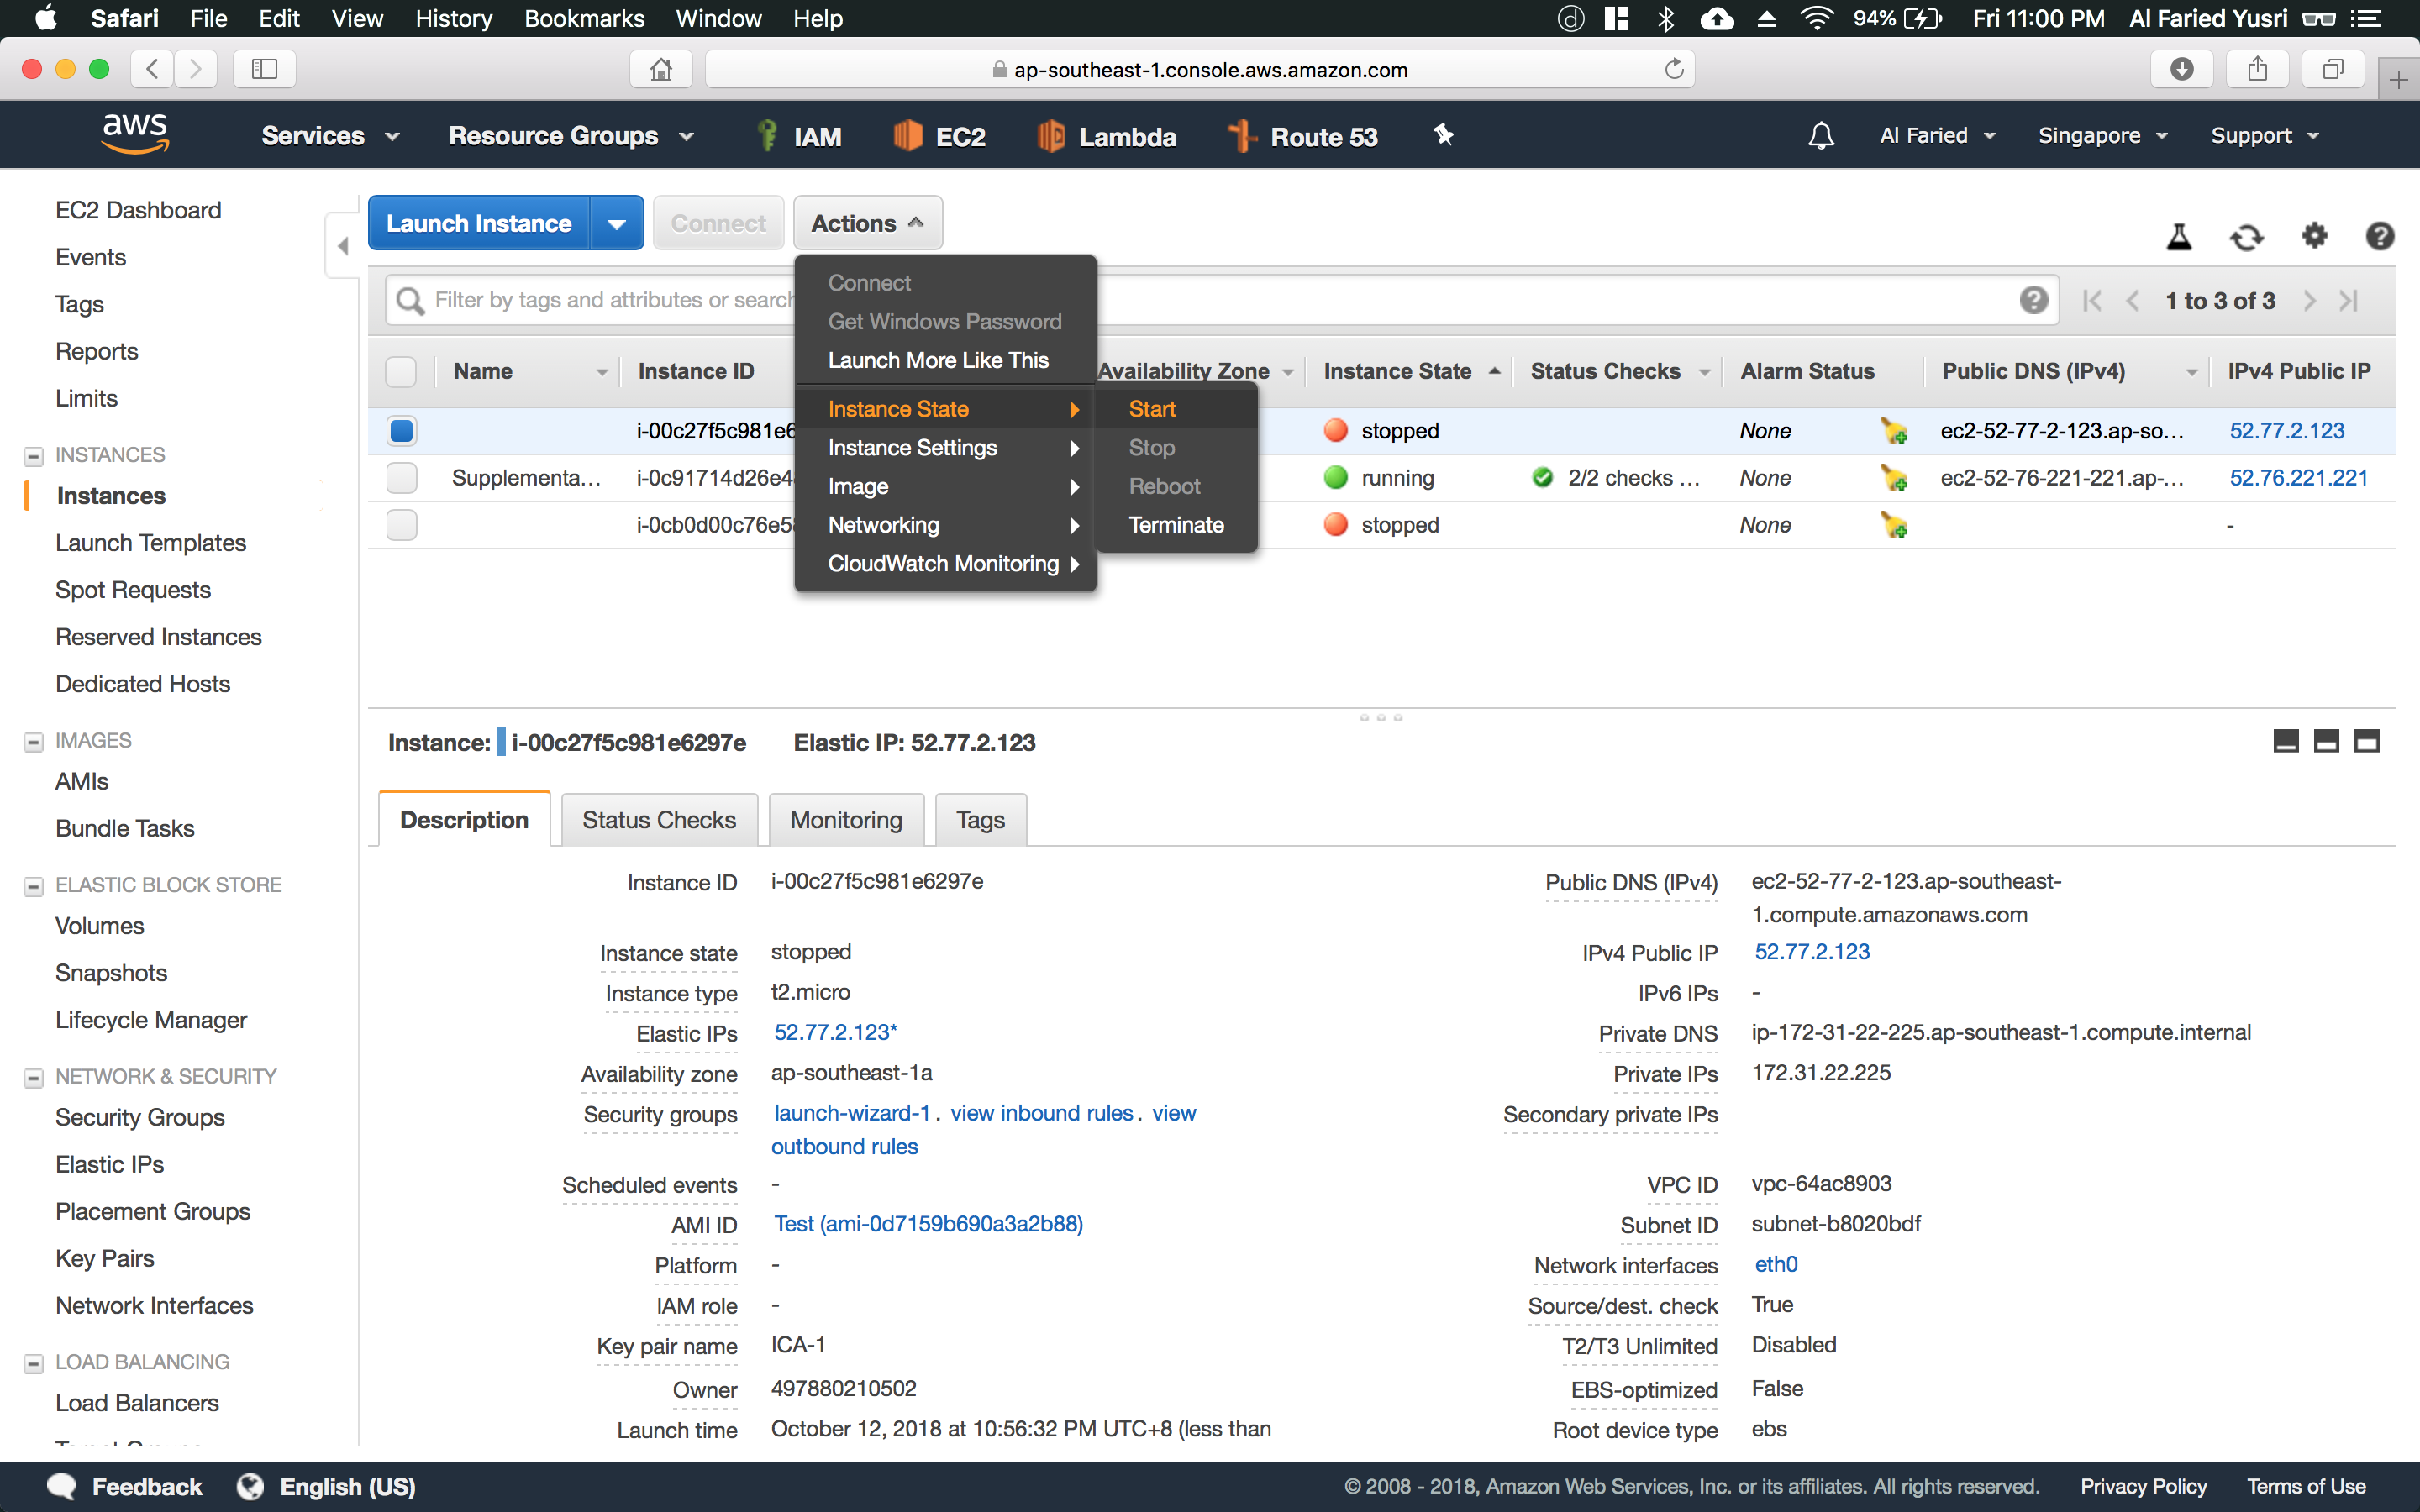 Safari File Edit View History Bookmarks Window Help 94% Fri 11:00 PM Al Faried Yusri
ap-southeast-1.console.aws.amazon.com
aws Services Resource Groups IAM EC2 Lambda Route 53 Al Faried Singapore Support
EC2 Dashboard
Events
Tags
Reports
Limits
INSTANCES
Instances
Launch Templates
Spot Requests
Reserved Instances
Dedicated Hosts
IMAGES
AMIs
Bundle Tasks
ELASTIC BLOCK STORE
Volumes
Snapshots
Lifecycle Manager
NETWORK & SECURITY
Security Groups
Elastic IPs
Placement Groups
Key Pairs
Network Interfaces
LOAD BALANCING
Load Balancers
Launch Instance Connect Actions
Filter by tags and attributes or search 1 to 3 of 3
Connect
Get Windows Password
Launch More Like This
Instance State
Instance Settings
Image
Networking
CloudWatch Monitoring
Start
Stop
Reboot
Terminate
Name Instance ID Availability Zone Instance State Status Checks Alarm Status Public DNS (IPv4) IPv4 Public IP
i-00c27f5c981e6 stopped None ec2-52-77-2-123.ap-so... 52.77.2.123
Supplementa... i-0c91714d26e4 running 2/2 checks ... None ec2-52-76-221-221.ap-... 52.76.221.221
i-0cb0d00c76e5 stopped None -
Instance: i-00c27f5c981e6297e Elastic IP: 52.77.2.123
Description Status Checks Monitoring Tags
Instance ID i-00c27f5c981e6297e
Instance state stopped
Instance type t2.micro
Elastic IPs 52.77.2.123*
Availability zone ap-southeast-1a
Security groups launch-wizard-1. view inbound rules. view
outbound rules
Scheduled events -
AMI ID Test (ami-0d7159b690a3a2b88)
Platform -
IAM role -
Key pair name ICA-1
Owner 497880210502
Launch time October 12, 2018 at 10:56:32 PM UTC+8 (less than
Public DNS (IPv4) ec2-52-77-2-123.ap-southeast-
1.compute.amazonaws.com
IPv4 Public IP 52.77.2.123
IPv6 IPs -
Private DNS ip-172-31-22-225.ap-southeast-1.compute.internal
Private IPs 172.31.22.225
Secondary private IPs
VPC ID vpc-64ac8903
Subnet ID subnet-b8020bdf
Network interfaces eth0
Source/dest. check True
T2/T3 Unlimited Disabled
EBS-optimized False
Root device type ebs
Feedback English (US) © 2008 - 2018, Amazon Web Services, Inc. or its affiliates. All rights reserved. Privacy Policy Terms of Use